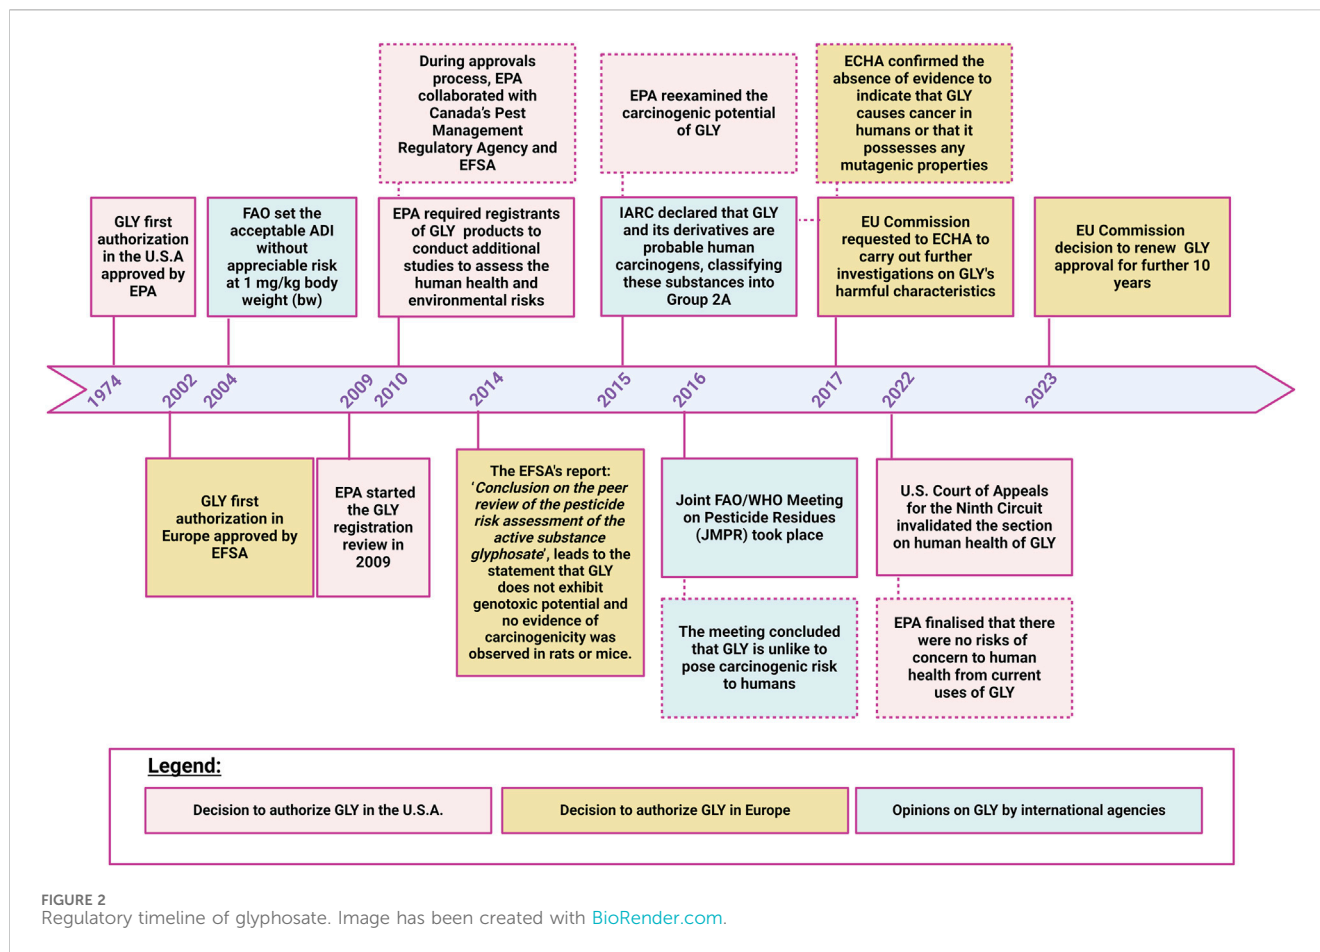 During approvals
process, EPA
collaborated with
Canada's Pest
Management
Regulatory Agency and
EFSA
EPA reexamined the
carcinogenic potential
of GLY
ECHA confirmed the
absence of evidence to
indicate that GLY
causes cancer in
humans or that it
possesses any
mutagenic properties
GLY first
authorization
in the U.S.A
approved by
EPA
FAO set the
acceptable ADI
without
appreciable risk
at 1 mg/kg body
weight (bw)
EPA required registrants
of GLY products to
conduct additional
studies to assess the
human health and
environmental risks
IARC declared that GLY
and its derivatives are
probable human
carcinogens, classifying
these substances into
Group 2A
EU Commission
requested to ECHA to
carry out further
investigations on GLY's
harmful characteristics
EU Commission
decision to renew GLY
approval for further 10
years
1974
2002
2004
2009
2010
2014
2015
2016
2017
2022
2023
GLY first
authorization in
Europe approved by
EFSA
EPA started
the GLY
registration
review in
2009
The EFSA's report:
'Conclusion on the peer
review of the pesticide
risk assessment of the
active substance
glyphosate', leads to the
statement that GLY
does not exhibit
genotoxic potential and
no evidence of
carcinogenicity was
observed in rats or mice.
Joint FAO/WHO Meeting
on Pesticide Residues
(JMPR) took place
The meeting concluded
that GLY is unlike to
pose carcinogenic risk
to humans
U.S. Court of Appeals
for the Ninth Circuit
invalidated the section
on human health of GLY
EPA finalised that there
were no risks of
concern to human
health from current
uses of GLY
Legend:
Decision to authorize GLY in the U.S.A.
Decision to authorize GLY in Europe
Opinions on GLY by international agencies
FIGURE 2
Regulatory timeline of glyphosate. Image has been created with BioRender.com.